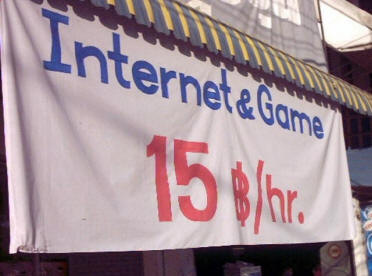 Internet & Game
15 ฿/hr.